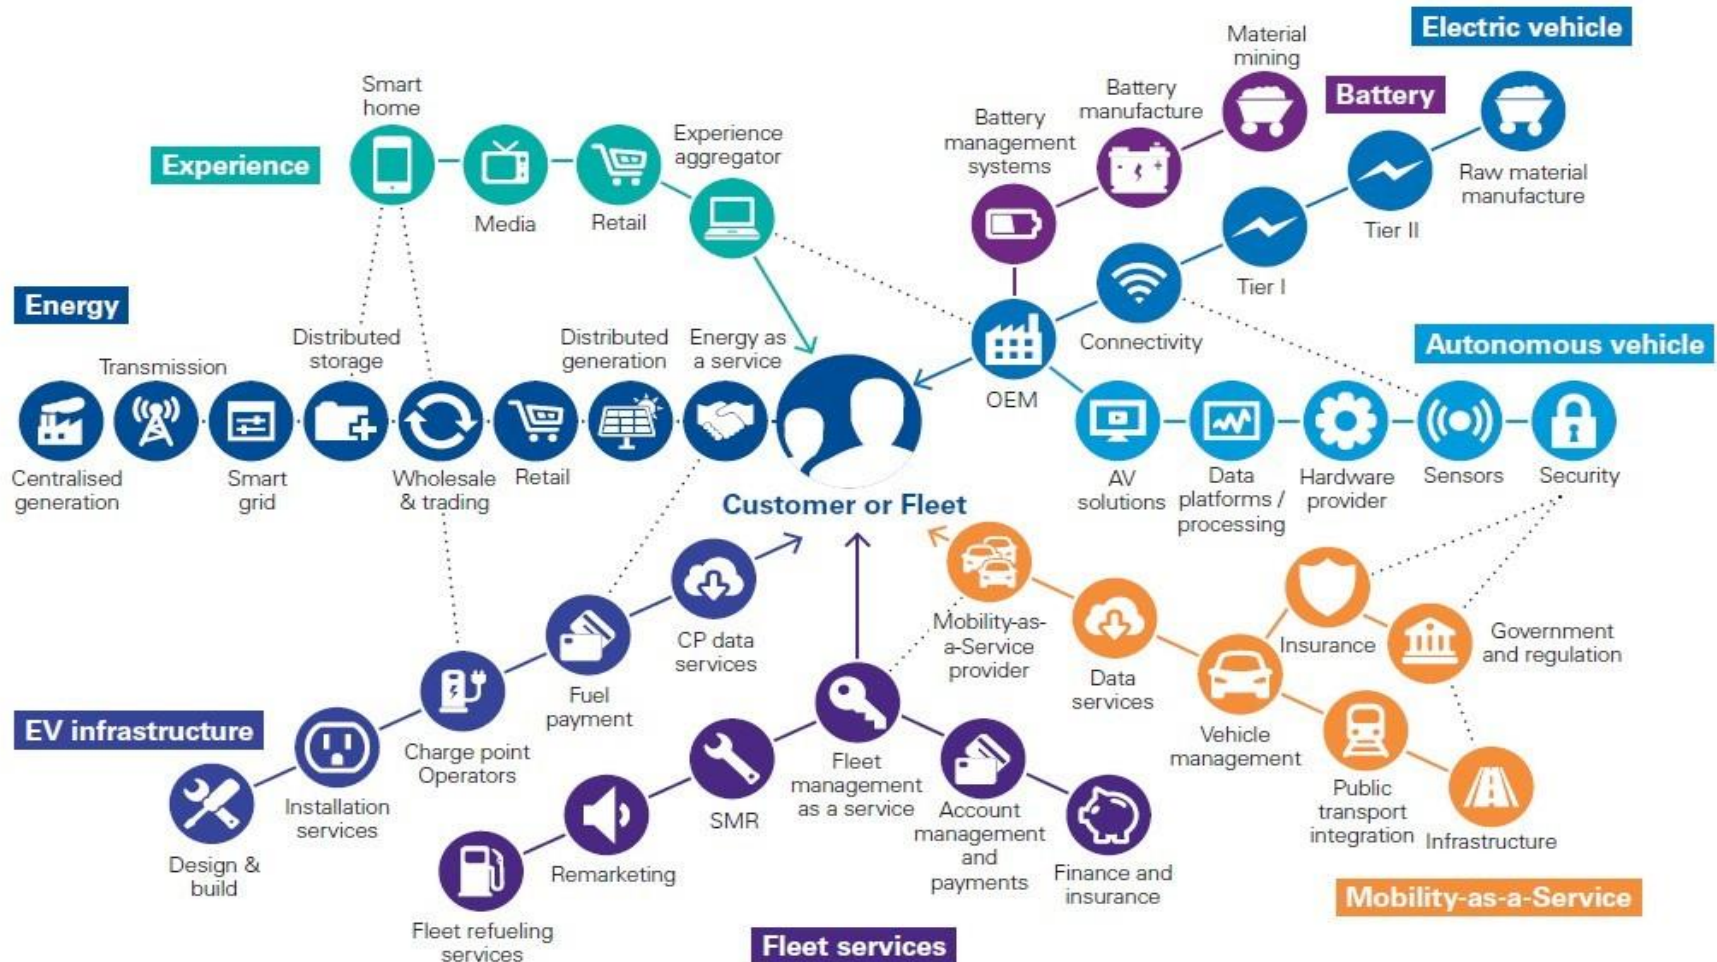 Electric vehicle
Material
mining
Battery
Battery
manufacture
Battery
management
systems
Raw material
manufacture
Tier II
Tier I
Connectivity
OEM
Smart
home
Experience
aggregator
Experience
Media
Retail
Energy
Distributed
storage
Distributed
generation
Energy as
a service
Transmission
Centralised
generation
Smart
grid
Wholesale
& trading
Retail
Customer or Fleet
Autonomous vehicle
AV
solutions
Data
platforms /
processing
Hardware
provider
Sensors
Security
CP data
services
Fuel
payment
Charge point
Operators
EV infrastructure
Installation
services
Design &
build
Mobility-as-
a-Service
provider
Data
services
Insurance
Government
and regulation
Vehicle
management
Public
transport
integration
Infrastructure
Mobility-as-a-Service
Fleet
management
as a service
SMR
Remarketing
Fleet refueling
services
Account
management
and
payments
Finance and
insurance
Fleet services